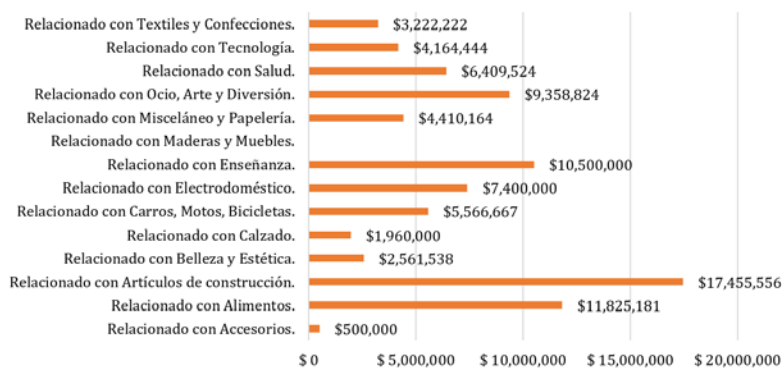 Relacionado con Textiles y Confecciones. $3,222,222
Relacionado con Tecnología. $4,164,444
Relacionado con Salud. $6,409,524
Relacionado con Ocio, Arte y Diversión. $9,358,824
Relacionado con Misceláneo y Papelería. $4,410,164
Relacionado con Maderas y Muebles.
Relacionado con Enseñanza. $10,500,000
Relacionado con Electrodoméstico. $7,400,000
Relacionado con Carros, Motos, Bicicletas. $5,566,667
Relacionado con Calzado. $1,960,000
Relacionado con Belleza y Estética. $2,561,538
Relacionado con Artículos de construcción. $17,455,556
Relacionado con Alimentos. $11,825,181
Relacionado con Accesorios. $500,000
$ 0 $ 5,000,000 $ 10,000,000 $ 15,000,000 $ 20,000,000